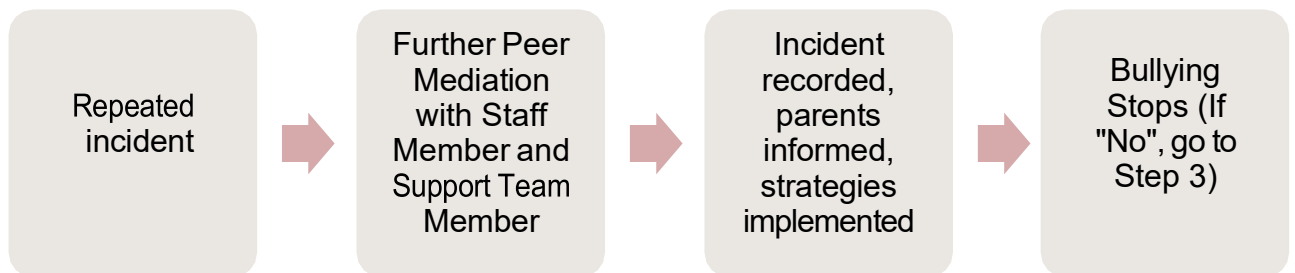 Repeated
incident
Further Peer
Mediation
with Staff
Member and
Support Team
Member
Incident
recorded,
parents
informed,
strategies
implemented
Bullying
Stops (If
"No", go to
Step 3)